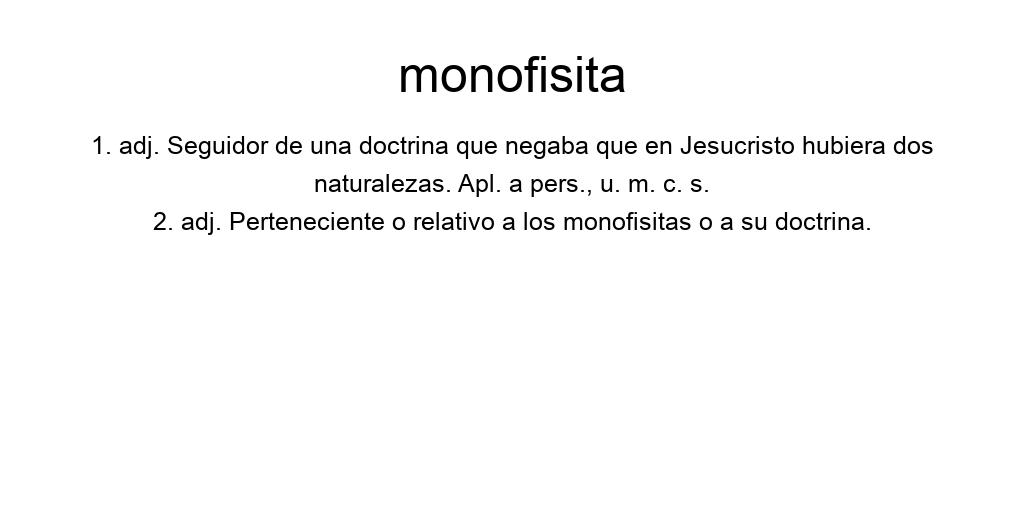 monofisita
1. adj. Seguidor de una doctrina que negaba que en Jesucristo hubiera dos
naturalezas. Apl. a pers., u. m. c. s.
2. adj. Perteneciente o relativo a los monofisitas o a su doctrina.